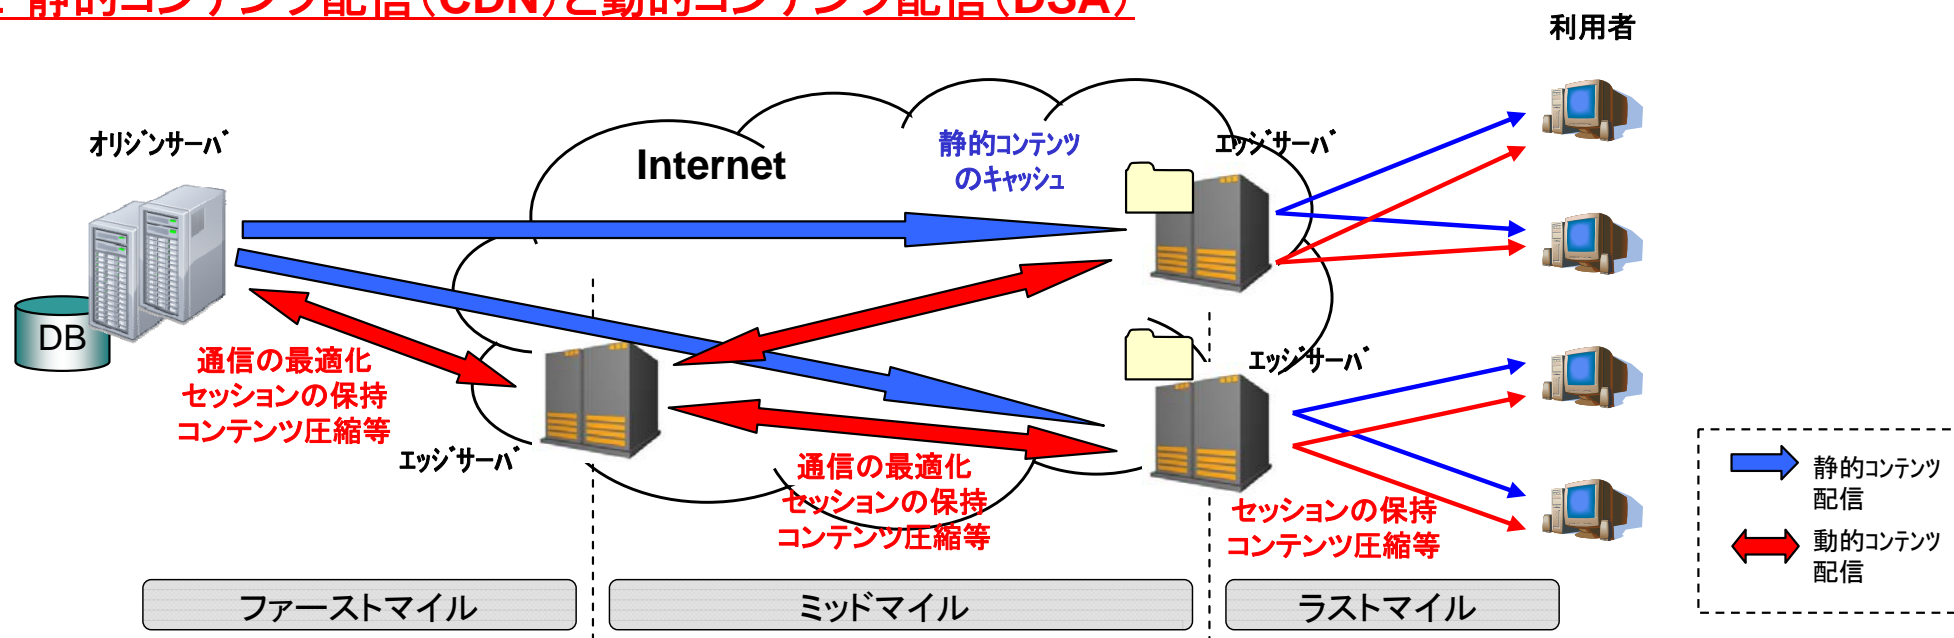 静的コンテンツ配信(CDN)と動的コンテンツ配信(DSA)
利用者
オリジンサーバ
Internet
静的コンテンツ
のキャッシュ
エッジサーバ
DB
通信の最適化
セッションの保持
コンテンツ圧縮等
エッジサーバ
エッジサーバ
通信の最適化
セッションの保持
コンテンツ圧縮等
セッションの保持
コンテンツ圧縮等
静的コンテンツ
配信
動的コンテンツ
配信
ファーストマイル
ミッドマイル
ラストマイル